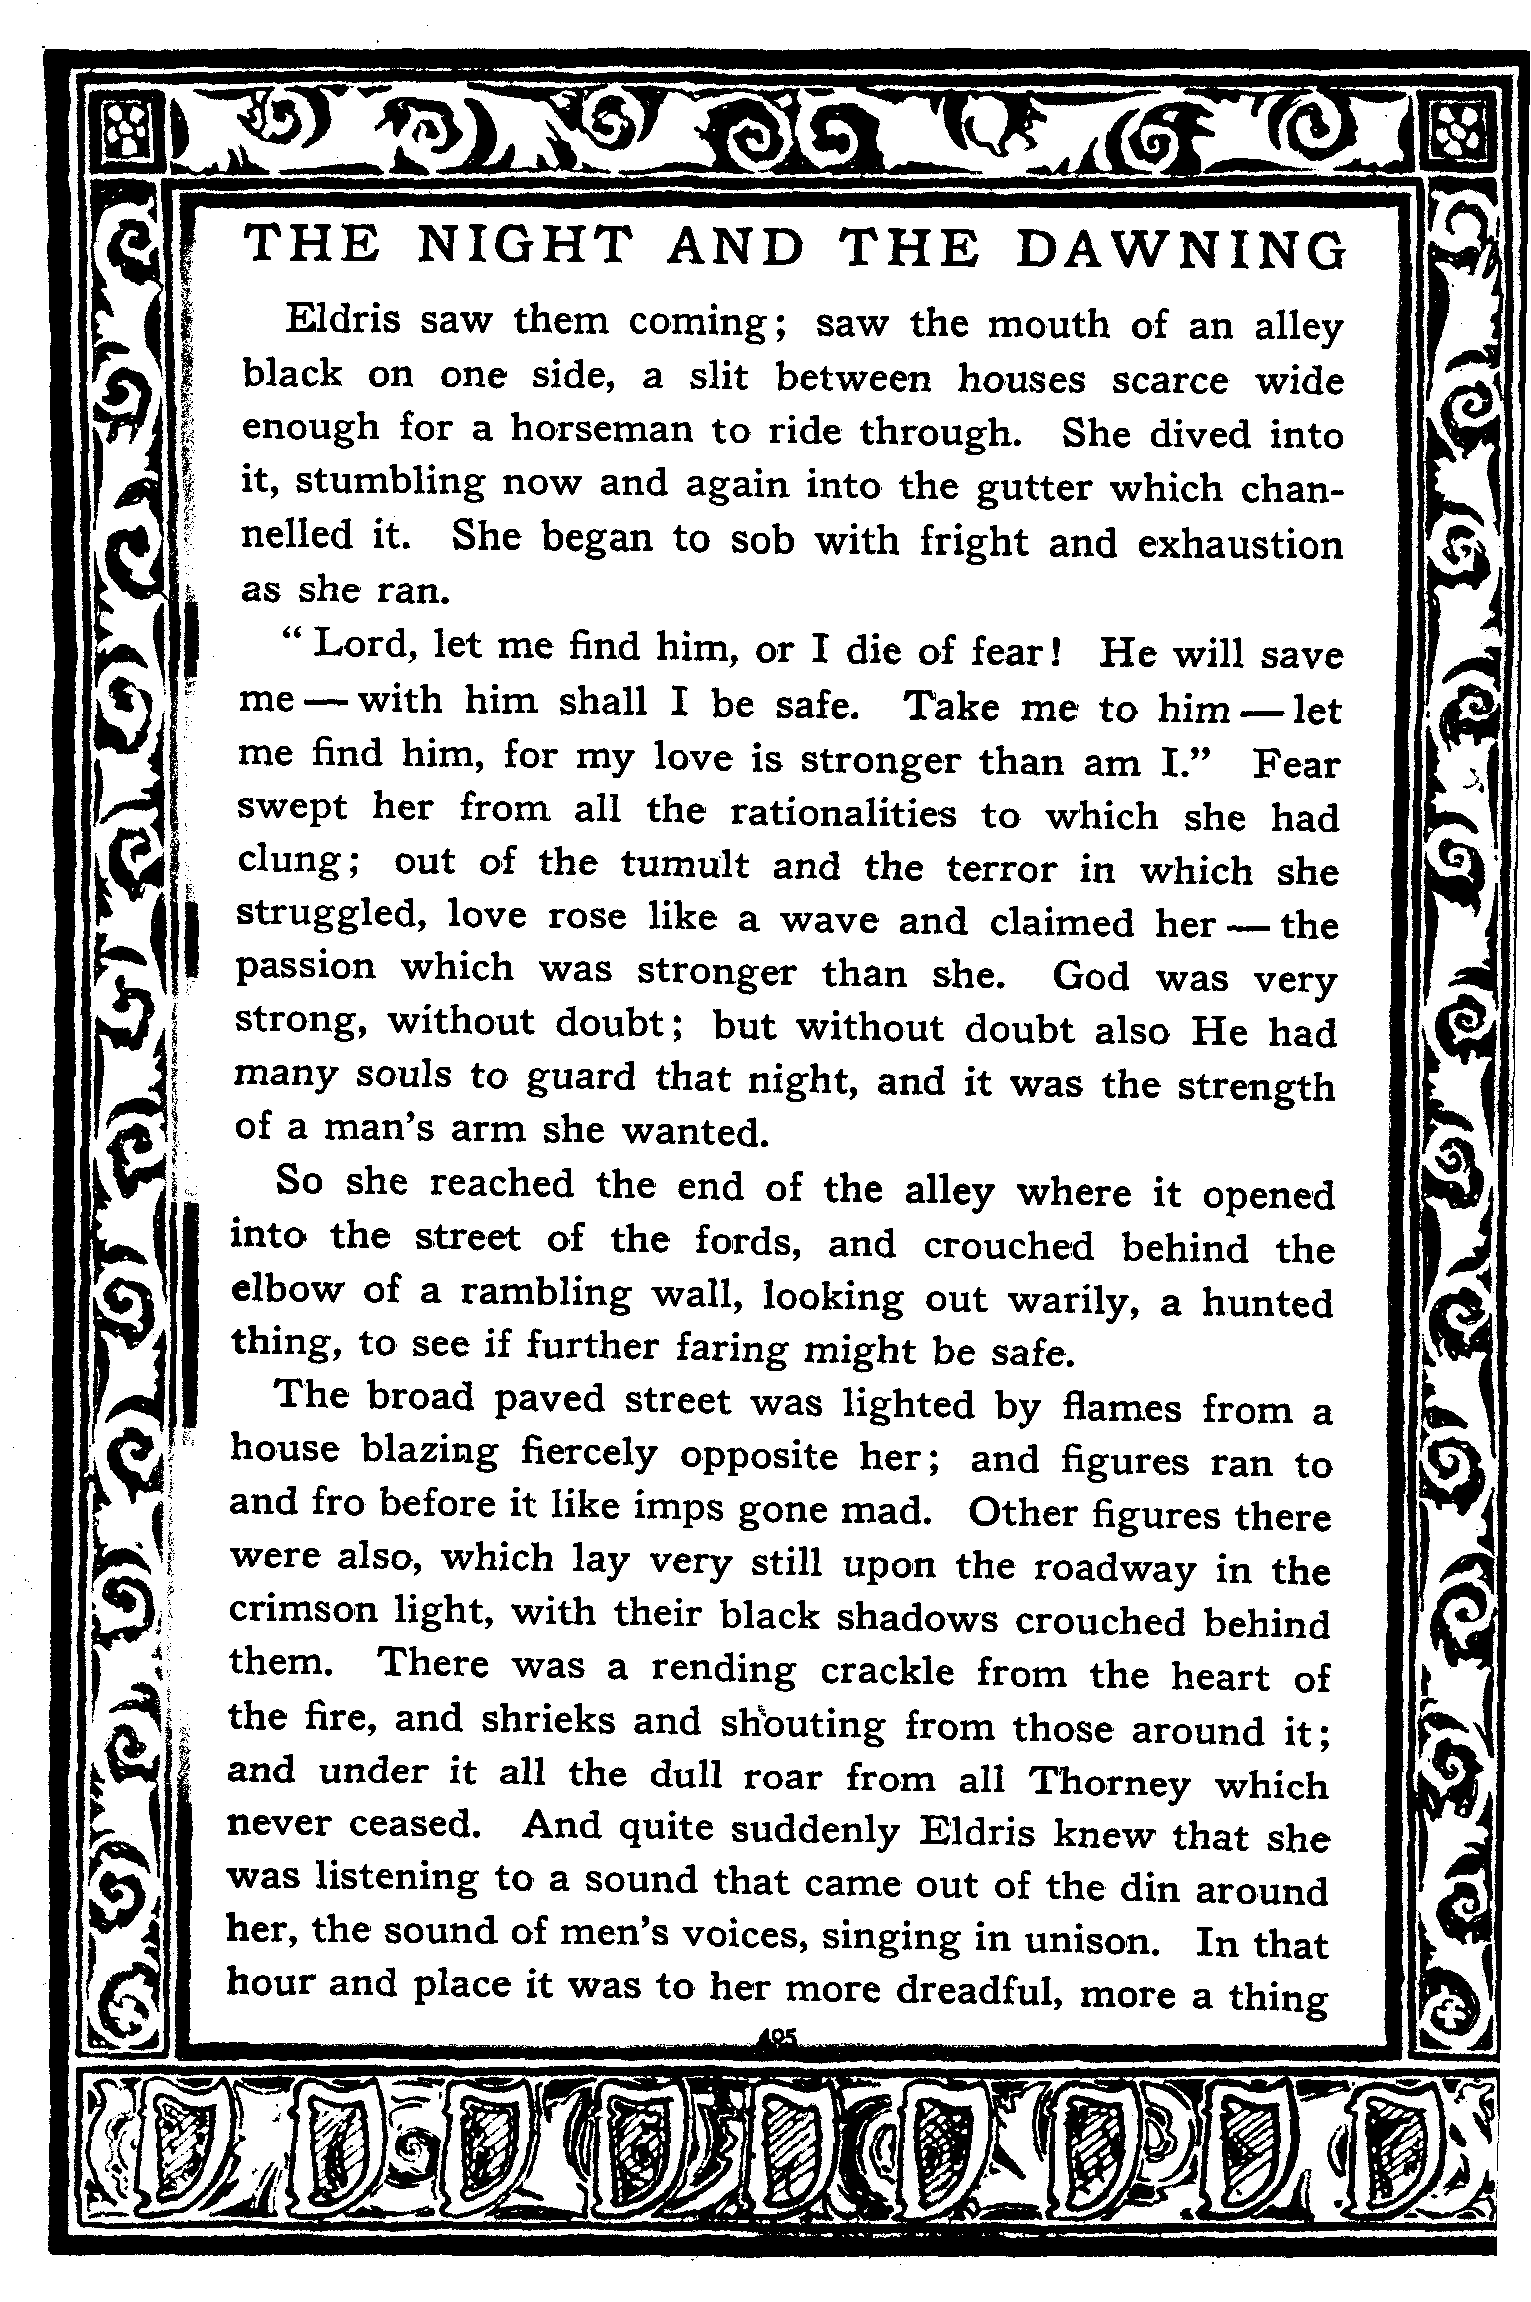 THE NIGHT AND THE DAWNING
Eldris saw them coming; saw the mouth of an alley
black on one side, a slit between houses scarce wide
enough for a horseman to ride through. She dived into
it, stumbling now and again into the gutter which chan-
nelled it. She began to sob with fright and exhaustion
as she ran.
“Lord, let me find him, or I die of fear! He will save
me — with him shall I be safe. Take me to him — let
me find him, for my love is stronger than am I.” Fear
swept her from all the rationalities to which she had
clung; out of the tumult and the terror in which she
struggled, love rose like a wave and claimed her — the
passion which was stronger than she. God was very
strong, without doubt; but without doubt also He had
many souls to guard that night, and it was the strength
of a man’s arm she wanted.
So she reached the end of the alley where it opened
into the street of the fords, and crouched behind the
elbow of a rambling wall, looking out warily, a hunted
thing, to see if further faring might be safe.
The broad paved street was lighted by flames from a
house blazing fiercely opposite her; and figures ran to
and fro before it like imps gone mad. Other figures there
were also, which lay very still upon the roadway in the
crimson light, with their black shadows crouched behind
them. There was a rending crackle from the heart of
the fire, and shrieks and shouting from those around it;
and under it all the dull roar from all Thorney which
never ceased. And quite suddenly Eldris knew that she
was listening to a sound that came out of the din around
her, the sound of men’s voices, singing in unison. In that
hour and place it was to her more dreadful, more a thing